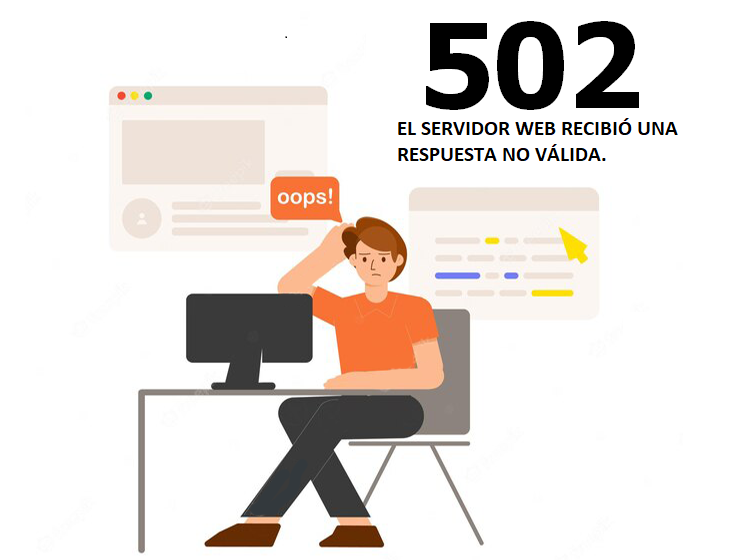 502
EL SERVIDOR WEB RECIBIÓ UNA
RESPUESTA NO VÁLIDA.
oops!